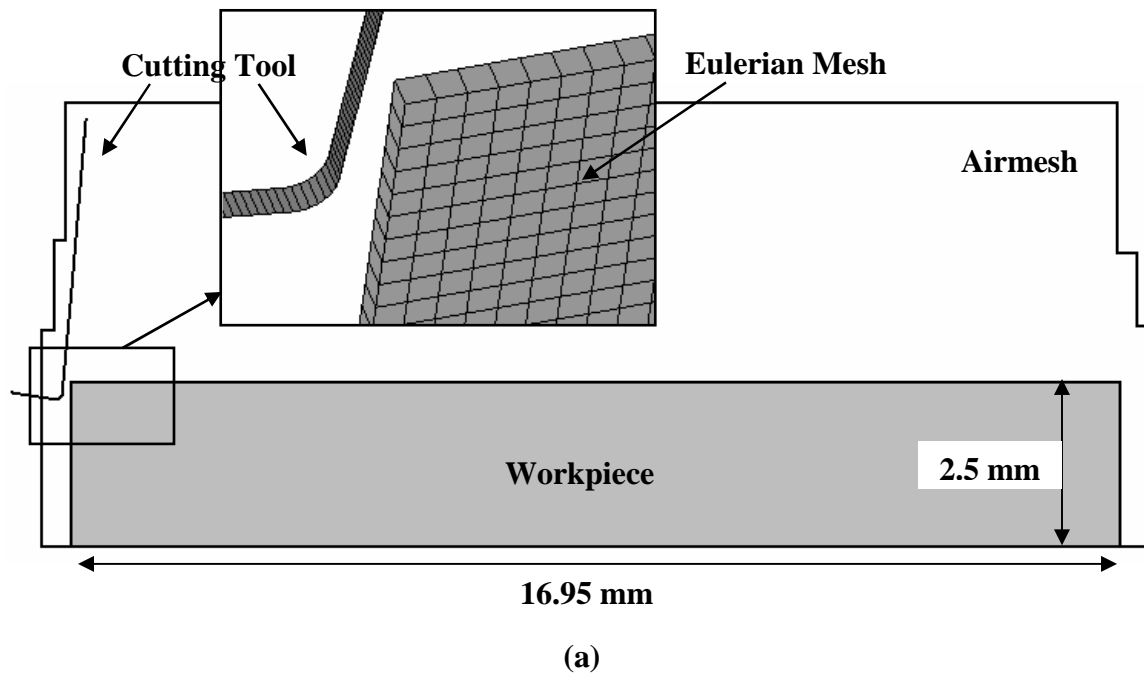 Cutting Tool
Eulerian Mesh
Airmesh
Workpiece
2.5 mm
16.95 mm
(a)